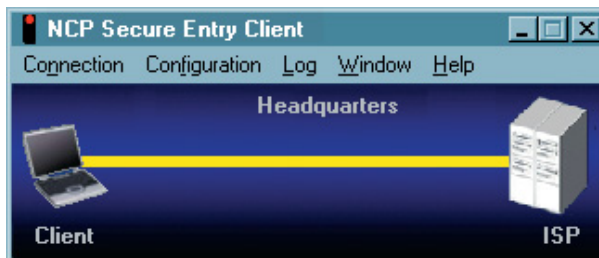 NCP Secure Entry Client
Connection Configuration Log Window Help
Headquarters
Client ISP